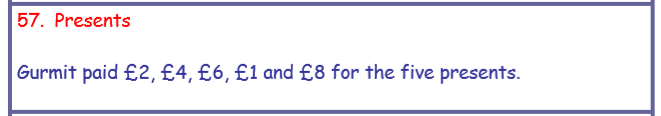 57. Presents
Gurmit paid £2, £4, £6, £1 and £8 for the five presents.